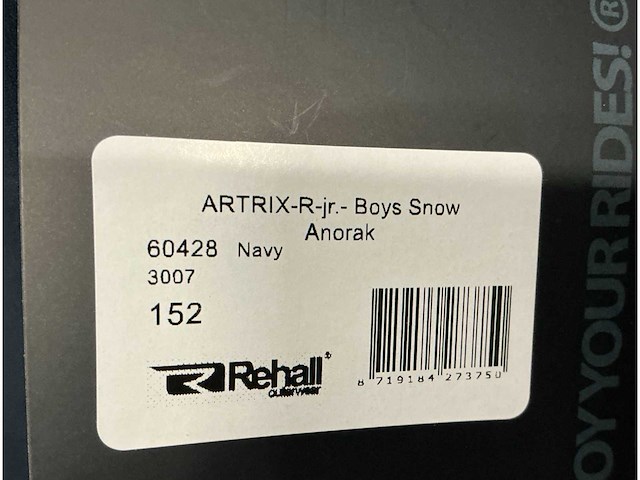 ARTRIX-R-jr.- Boys Snow
Anorak
60428 Navy
3007
152
Rehall®
outerwear
8 719184 273750
OY YOUR RIDES!®